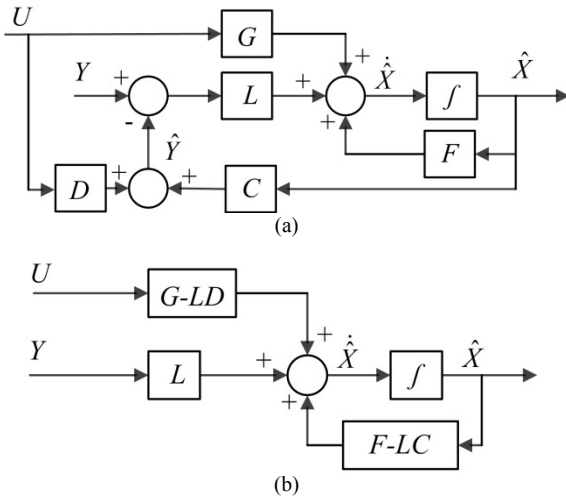 U
G
+
Y
+
L
+
Ẋ̂
∫
X̂
-
Ŷ
+
F
D
+
+
C
(a)
U
G-LD
+
Y
L
+
Ẋ̂
∫
X̂
+
F-LC
(b)